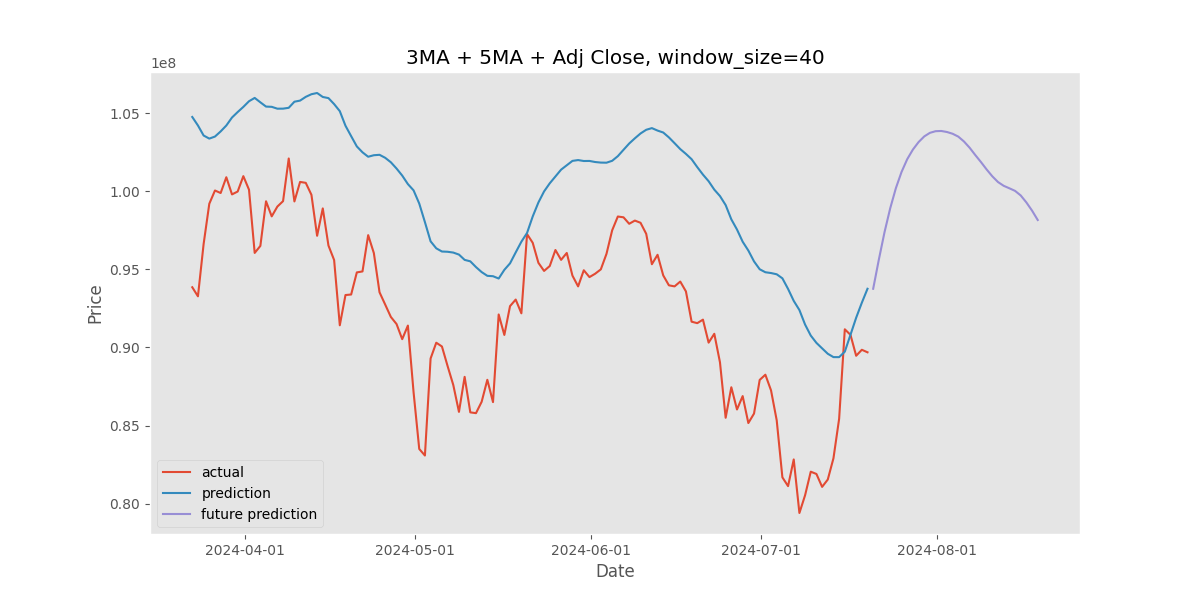 3MA + 5MA + Adj Close, window_size=40
1e8
1.05
1.00
0.95
0.90
0.85
0.80
Price
actual
prediction
future prediction
2024-04-01 2024-05-01 2024-06-01 2024-07-01 2024-08-01
Date